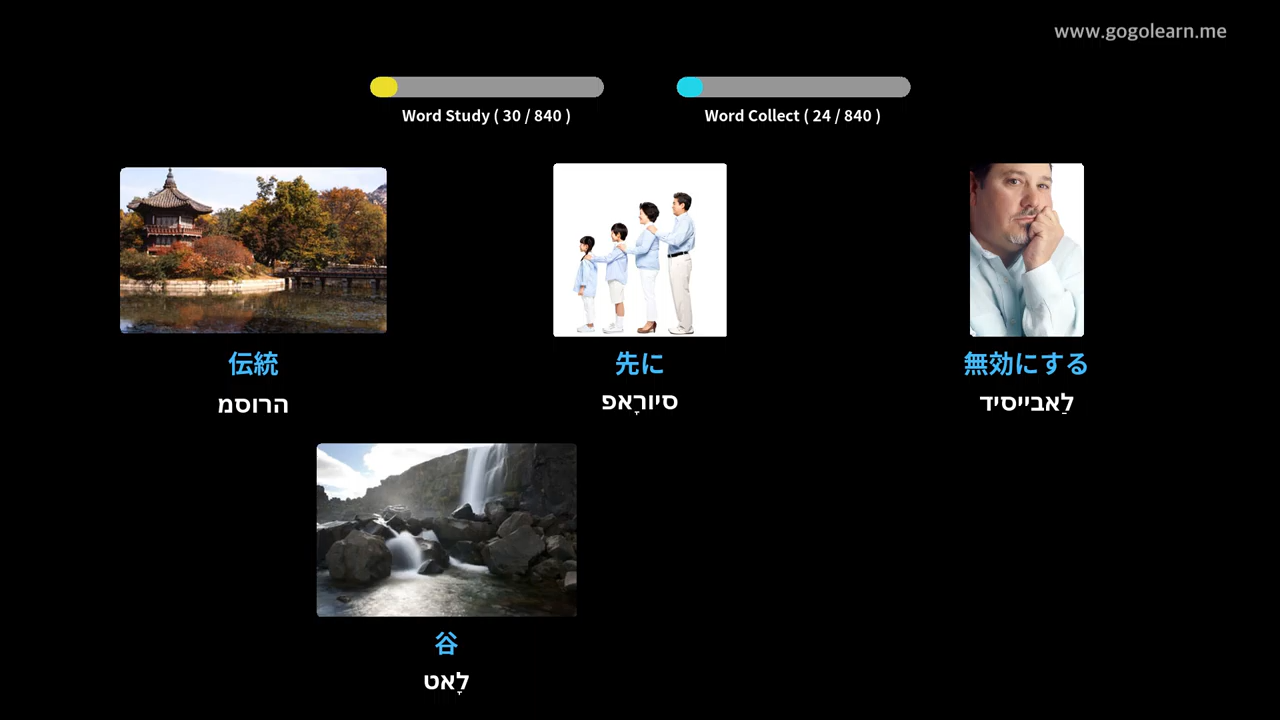 www.gogolearn.me
Word Study ( 30 / 840 )
Word Collect ( 24 / 840 )
伝統
הרוסמ
先に
סיורָאפ
無効にする
לַאבייסיד
谷
לָאט